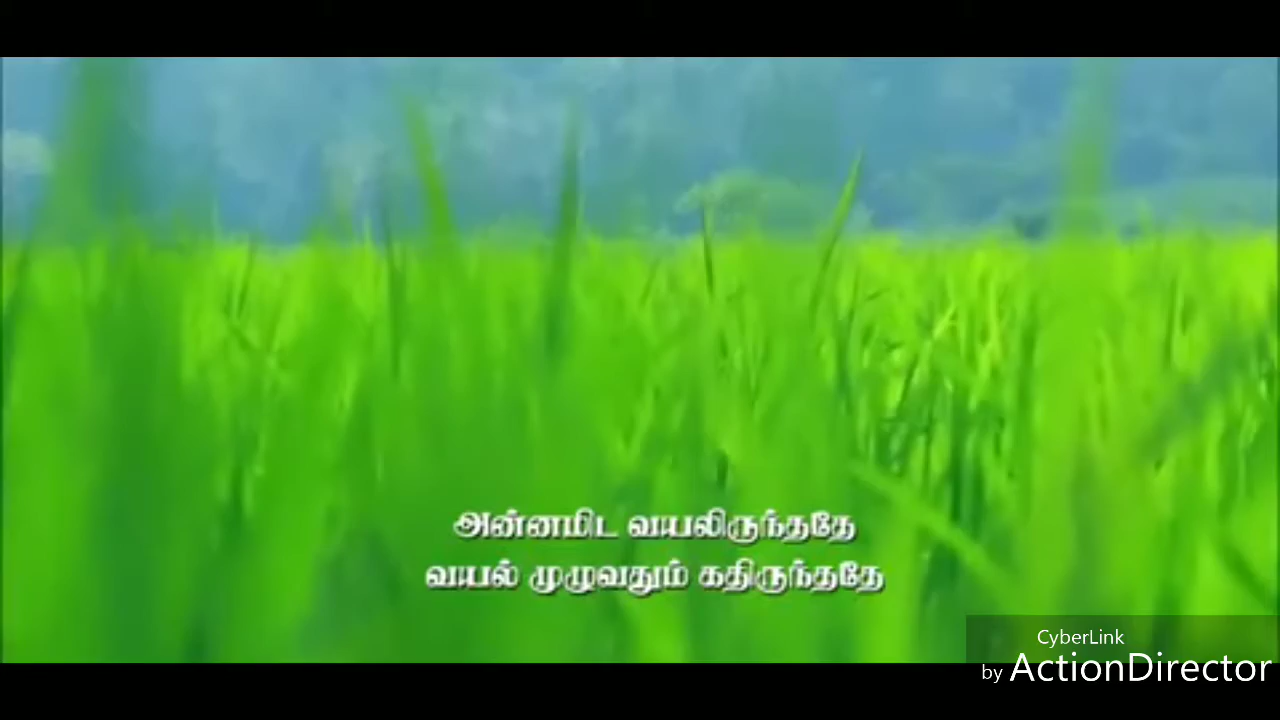 அன்னமிட வயலிருந்ததே
வயல் முழுவதும் கதிருந்ததே
CyberLink
by ActionDirector